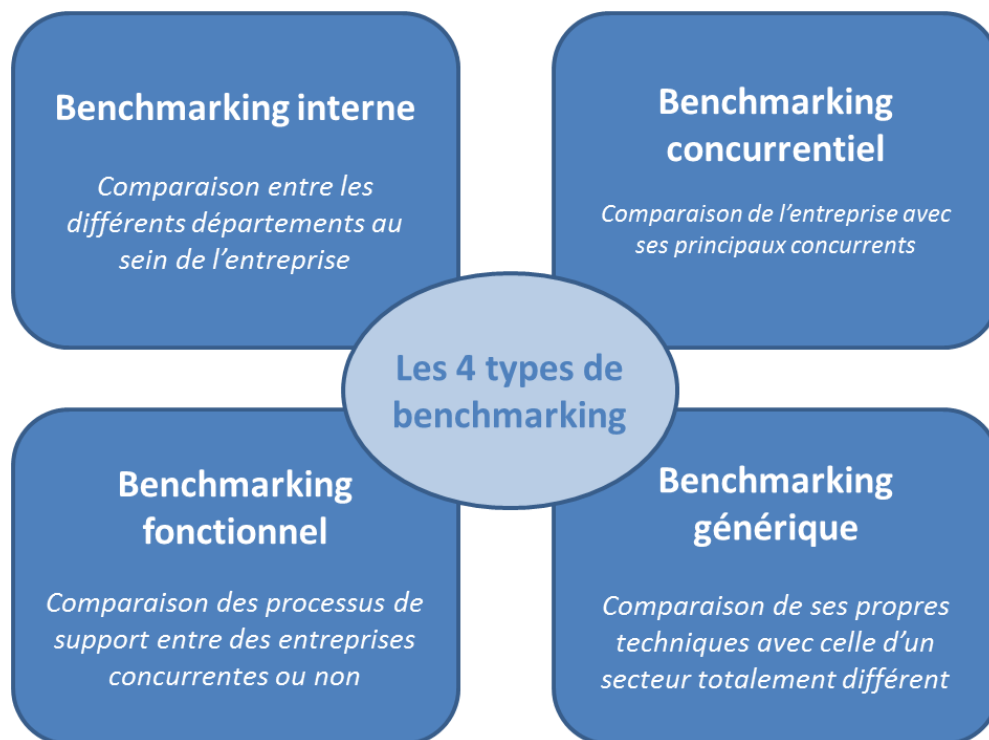 Benchmarking interne
Comparaison entre les
différents départements au
sein de l'entreprise
Benchmarking
concurrentiel
Comparaison de l'entreprise avec
ses principaux concurrents
Les 4 types de
benchmarking
Benchmarking
fonctionnel
Comparaison des processus de
support entre des entreprises
concurrentes ou non
Benchmarking
générique
Comparaison de ses propres
techniques avec celle d'un
secteur totalement différent